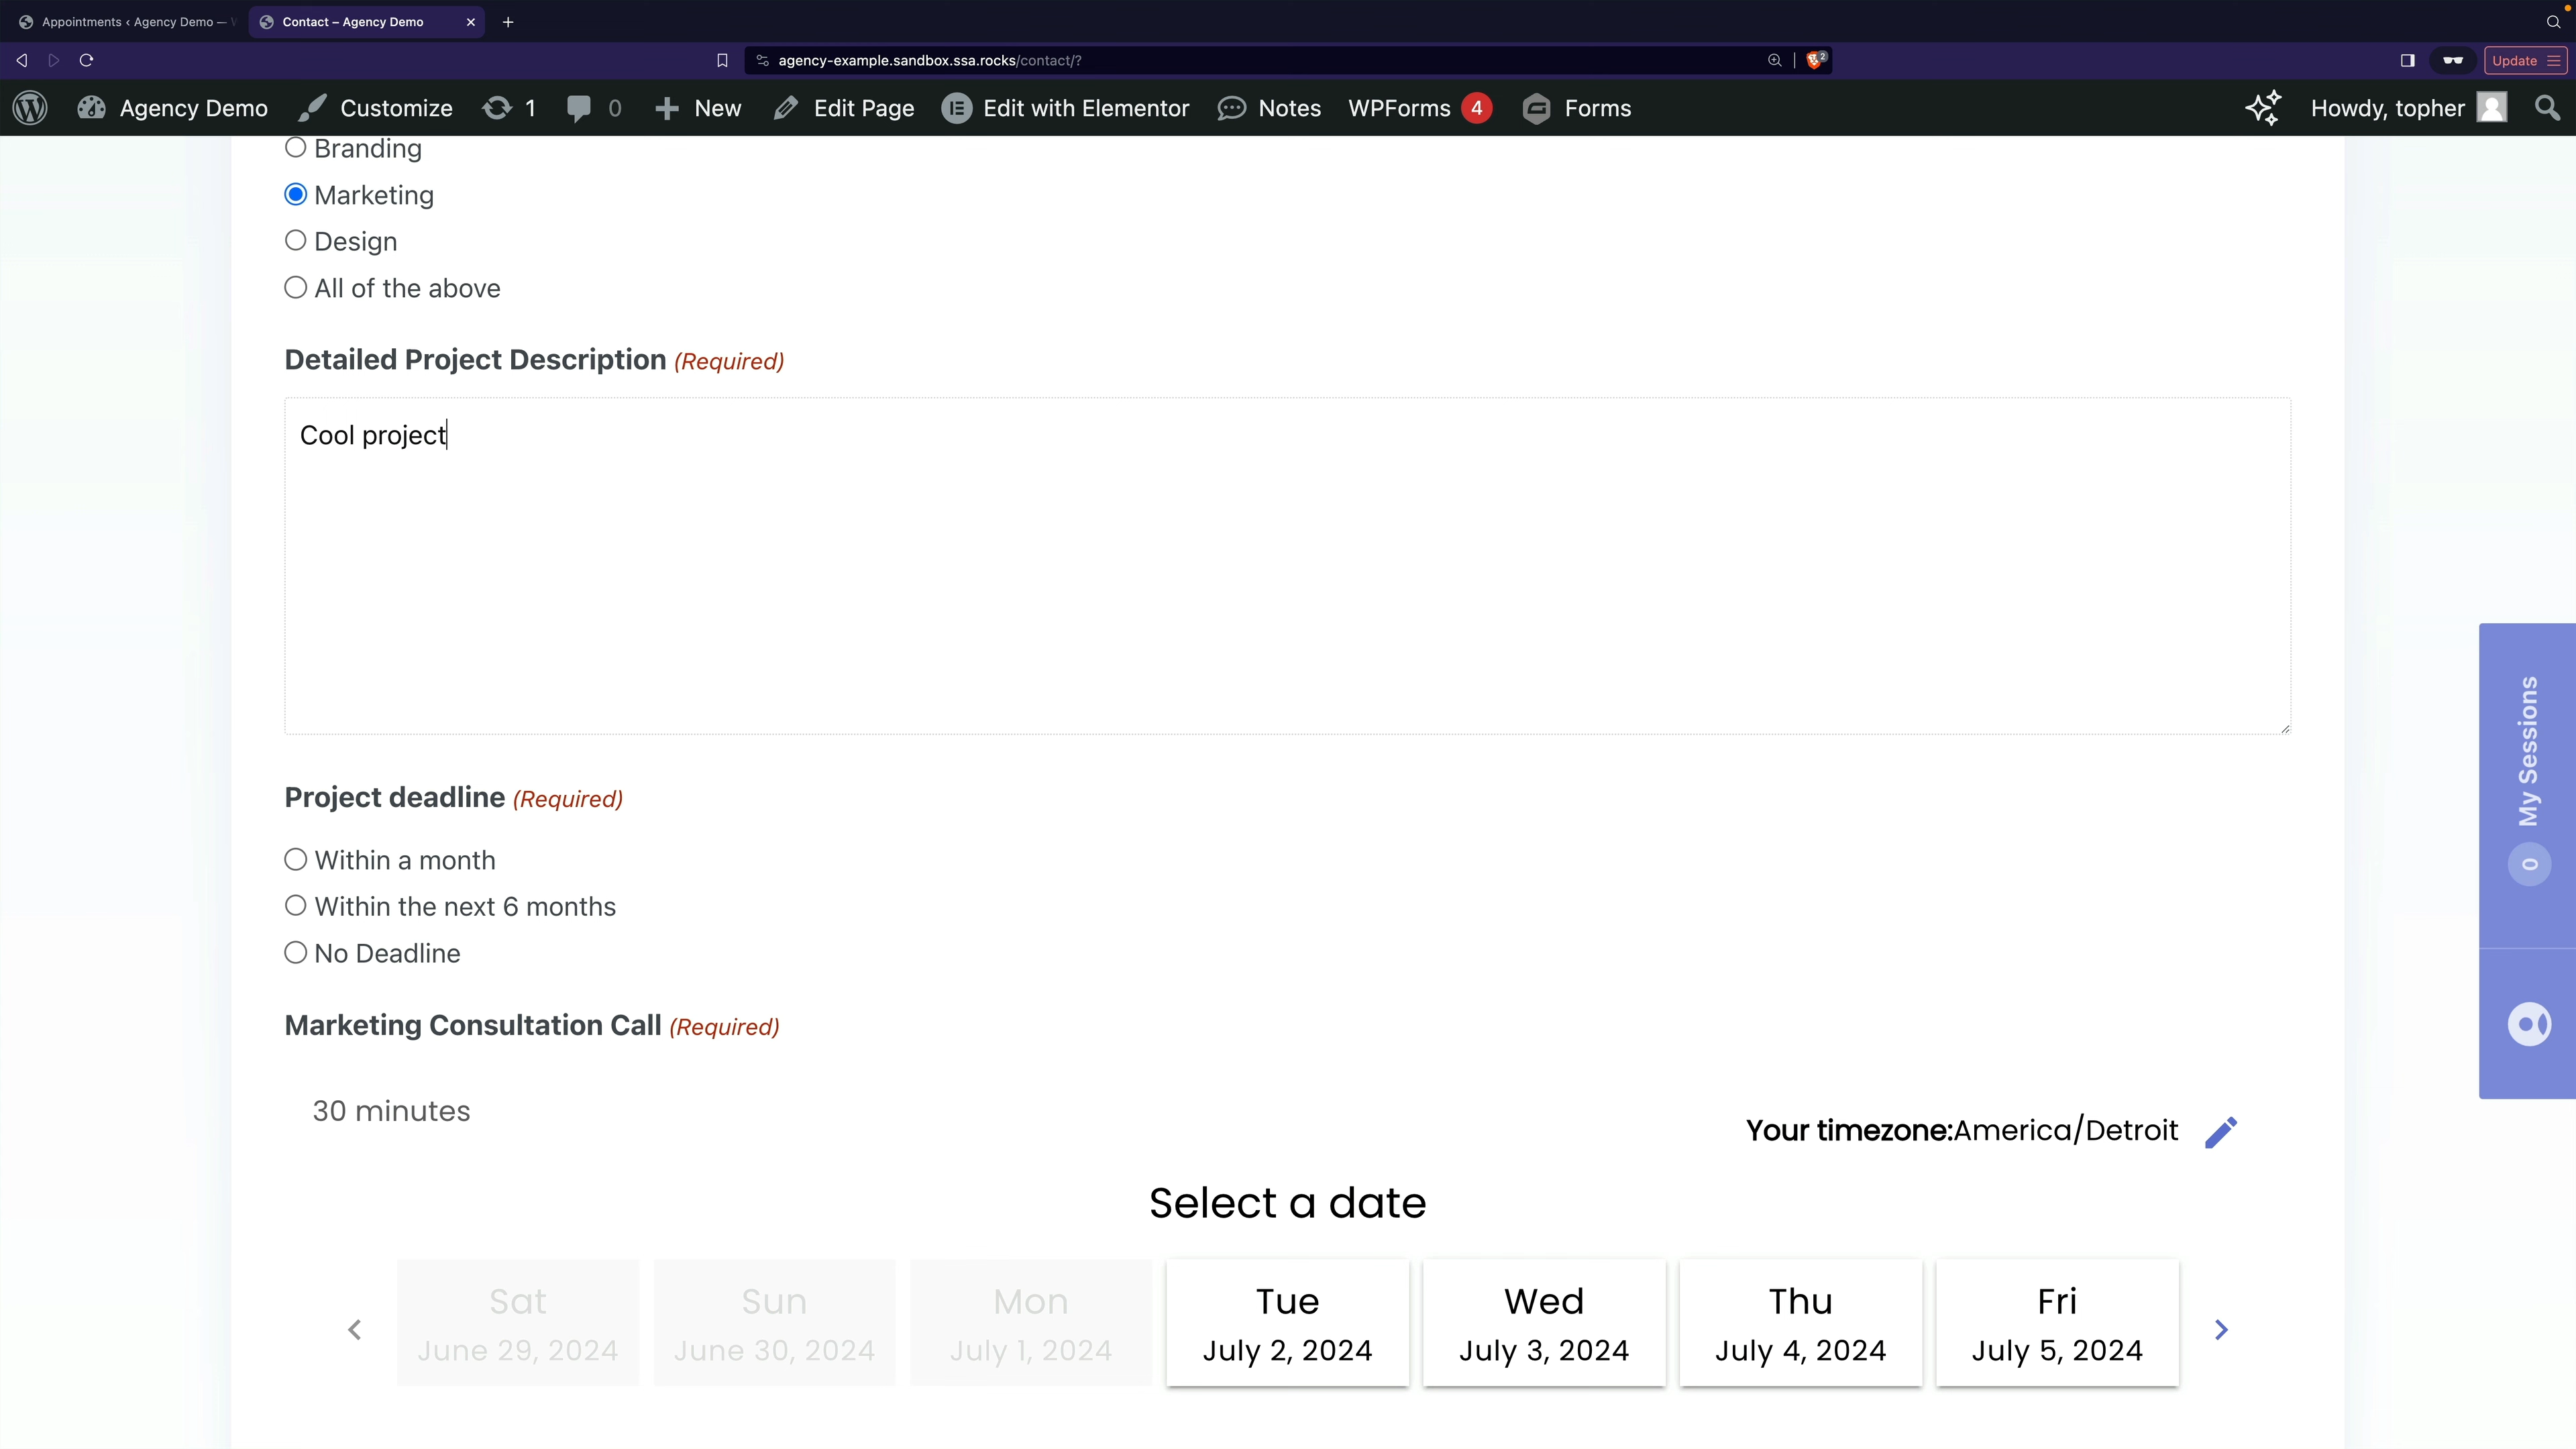 Appointments ‹ Agency Demo —
Contact – Agency Demo
agency-example.sandbox.ssa.rocks/contact/?
2
Update
Agency Demo
Customize
1
0
New
Edit Page
Edit with Elementor
Notes
WPForms 4
Forms
Howdy, topher
Branding
Marketing
Design
All of the above
Detailed Project Description (Required)
Cool project
Project deadline (Required)
Within a month
Within the next 6 months
No Deadline
Marketing Consultation Call (Required)
30 minutes
Your timezone:America/Detroit
Select a date
Sat
June 29, 2024
Sun
June 30, 2024
Mon
July 1, 2024
Tue
July 2, 2024
Wed
July 3, 2024
Thu
July 4, 2024
Fri
July 5, 2024
My Sessions
0